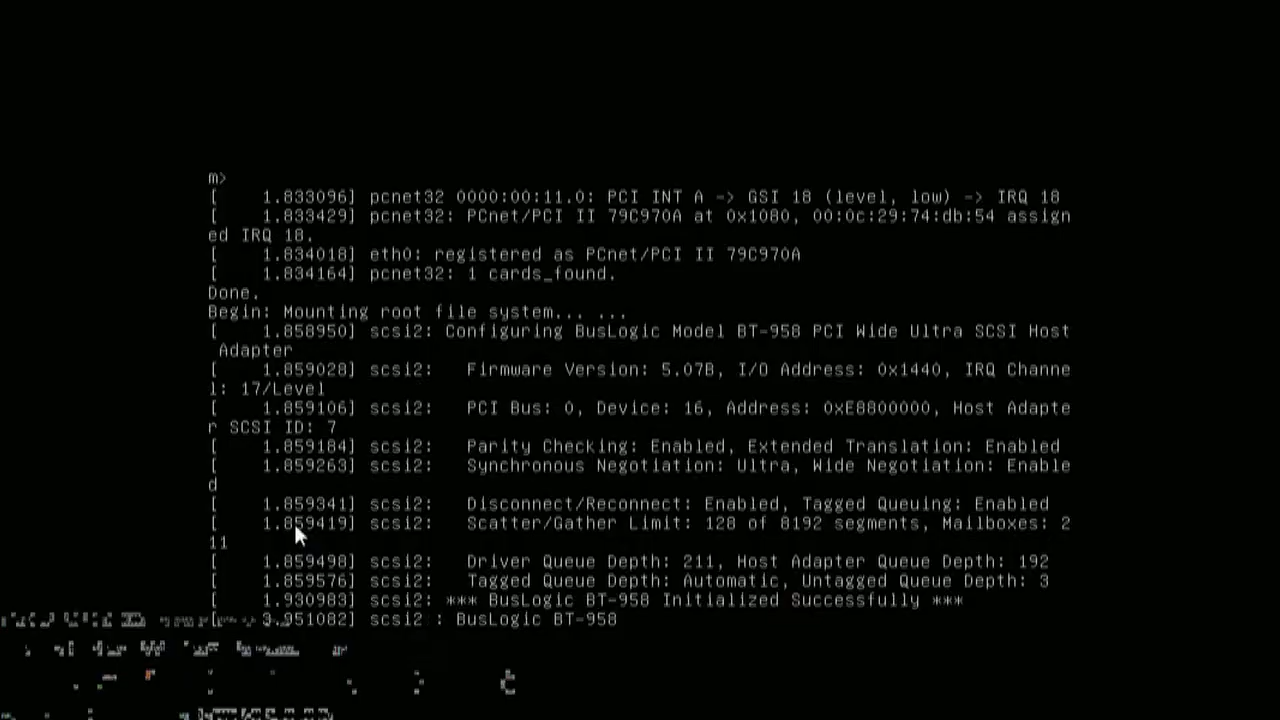 m>
[    1.833096] pcnet32 0000:00:11.0: PCI INT A -> GSI 18 (level, low) -> IRQ 18
[    1.833429] pcnet32: PCnet/PCI II 79C970A at 0x1080, 00:0c:29:74:db:54 assign
ed IRQ 18.
[    1.834018] eth0: registered as PCnet/PCI II 79C970A
[    1.834164] pcnet32: 1 cards_found.
Done.
Begin: Mounting root file system... ...
[    1.858950] scsi2: Configuring BusLogic Model BT-958 PCI Wide Ultra SCSI Host
 Adapter
[    1.859028] scsi2:   Firmware Version: 5.07B, I/O Address: 0x1440, IRQ Channe
l: 17/Level
[    1.859106] scsi2:   PCI Bus: 0, Device: 16, Address: 0xE8800000, Host Adapte
r SCSI ID: 7
[    1.859184] scsi2:   Parity Checking: Enabled, Extended Translation: Enabled
[    1.859263] scsi2:   Synchronous Negotiation: Ultra, Wide Negotiation: Enable
d
[    1.859341] scsi2:   Disconnect/Reconnect: Enabled, Tagged Queuing: Enabled
[    1.859419] scsi2:   Scatter/Gather Limit: 128 of 8192 segments, Mailboxes: 2
11
[    1.859498] scsi2:   Driver Queue Depth: 211, Host Adapter Queue Depth: 192
[    1.859576] scsi2:   Tagged Queue Depth: Automatic, Untagged Queue Depth: 3
[    1.930983] scsi2: *** BusLogic BT-958 Initialized Successfully ***
3.951082] scsi2 : BusLogic BT-958